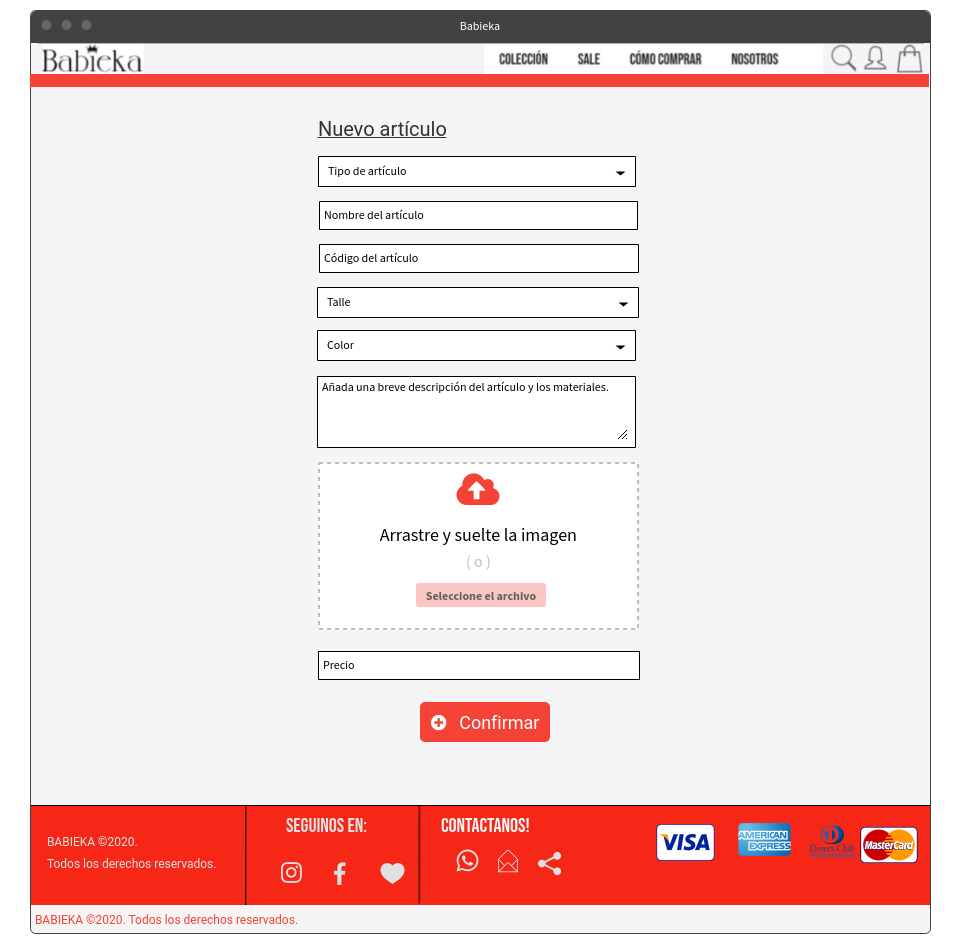 Babieka
Babieka
COLECCIÓN SALE CÓMO COMPRAR NOSOTROS
Nuevo artículo
Tipo de artículo
Nombre del artículo
Código del artículo
Talle
Color
Añada una breve descripción del artículo y los materiales.
Arrastre y suelte la imagen
( o )
Seleccione el archivo
Precio
Confirmar
BABIEKA ©2020.
Todos los derechos reservados.
SEGUINOS EN:
CONTACTANOS!
VISA
AMERICAN EXPRESS
Diners Club
MasterCard
BABIEKA ©2020. Todos los derechos reservados.